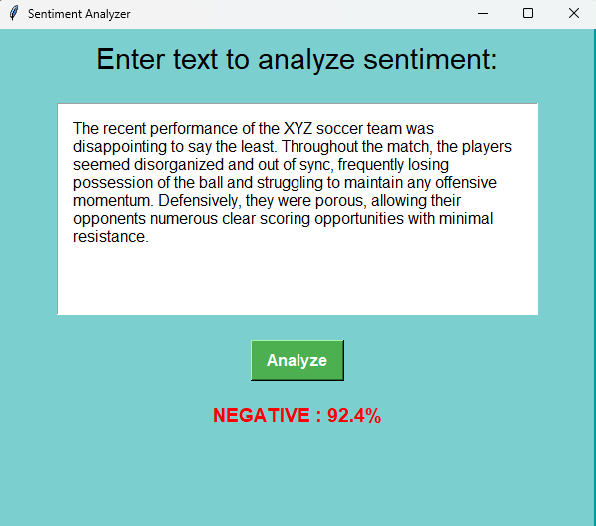 Sentiment Analyzer
Enter text to analyze sentiment:
The recent performance of the XYZ soccer team was
disappointing to say the least. Throughout the match, the players
seemed disorganized and out of sync, frequently losing
possession of the ball and struggling to maintain any offensive
momentum. Defensively, they were porous, allowing their
opponents numerous clear scoring opportunities with minimal
resistance.
Analyze
NEGATIVE : 92.4%